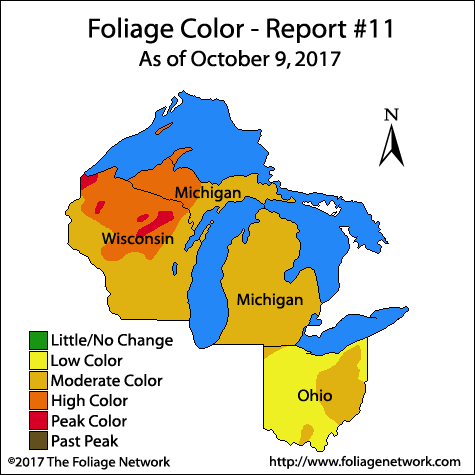 Foliage Color - Report #11
As of October 9, 2017
N
Michigan
Wisconsin
Michigan
Ohio
Little/No Change
Low Color
Moderate Color
High Color
Peak Color
Past Peak
©2017 The Foliage Network
http://www.foliagenetwork.com